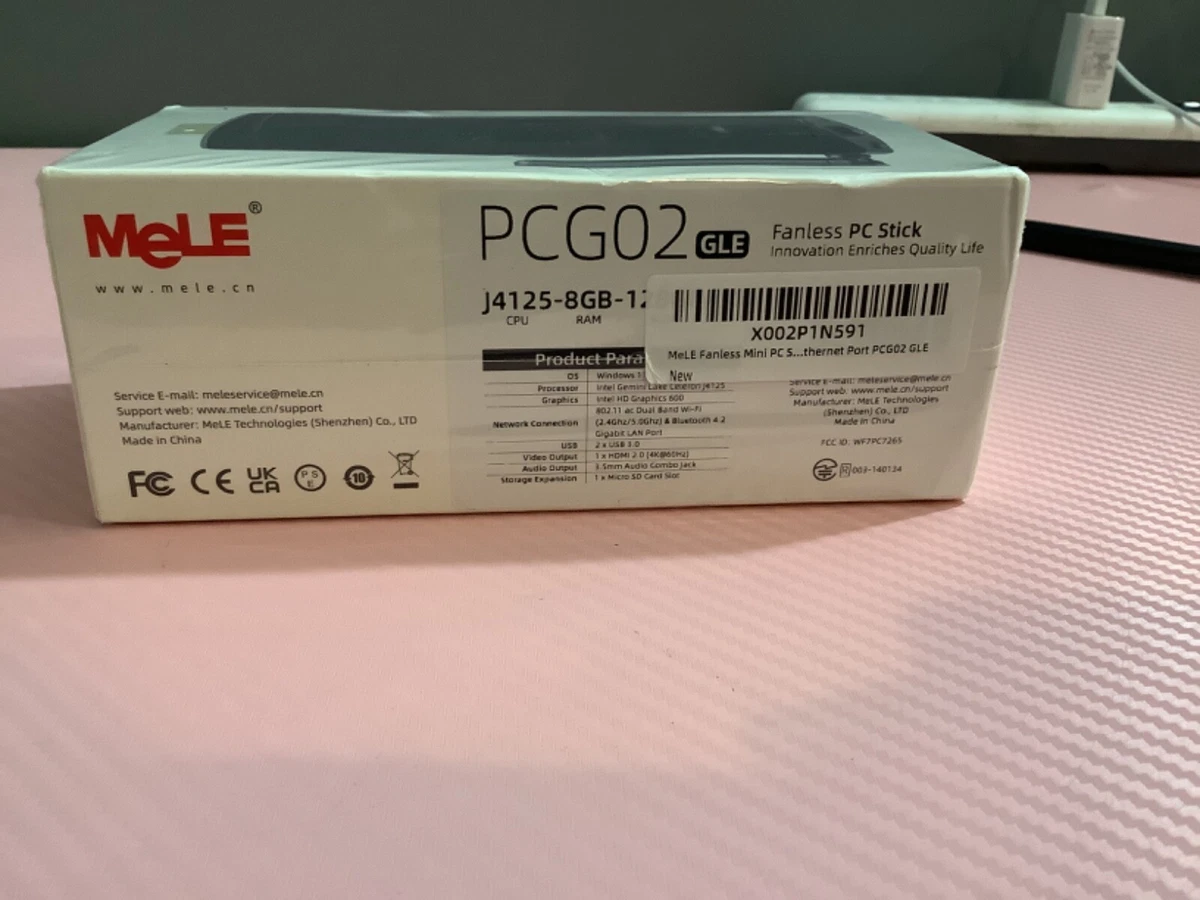 MeLE®
www.mele.cn
Service E-mail: meleservice@mele.cn
Support web: www.mele.cn/support
Manufacturer: MeLE Technologies (Shenzhen) Co., LTD
Made in China
FC CE UK CA PS E 10
PCG02 GLE
Fanless PC Stick
Innovation Enriches Quality Life
J4125-8GB-12
CPU RAM
X002P1N591
MeLE Fanless Mini PC S...thernet Port PCG02 GLE
New
Product Para
OS Windows
Processor Intel Gemini Lake Celeron J4125
Graphics Intel HD Graphics 600
Network Connection 802.11 ac Dual Band Wi-Fi
(2.4Ghz/5.0Ghz) & Bluetooth 4.2
Gigabit LAN Port
USB 2 x USB 3.0
Video Output 1 x HDMI 2.0 (4K@60Hz)
Audio Output 3.5mm Audio Combo Jack
Storage Expansion 1 x Micro SD Card Slot
Service E-mail: meleservice@mele.cn
Support web: www.mele.cn/support
Manufacturer: MeLE Technologies
(Shenzhen) Co., LTD
Made in China
FCC ID: WF7PC7265
R 003-140134